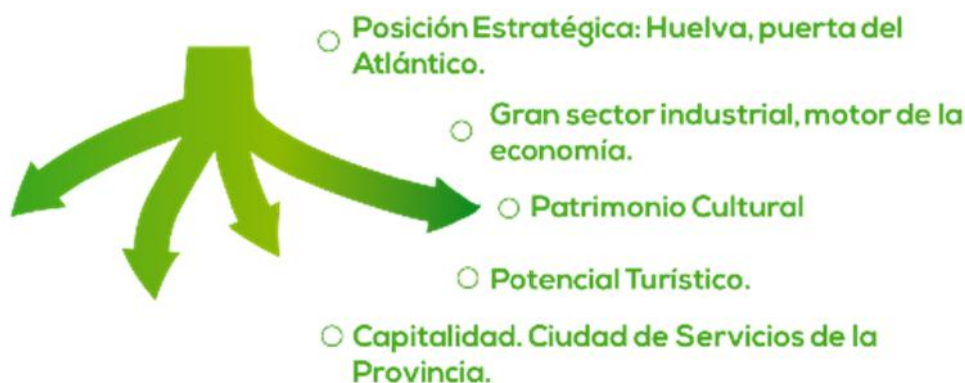 Posición Estratégica: Huelva, puerta del
Atlántico.
Gran sector industrial, motor de la
economía.
Patrimonio Cultural
Potencial Turístico.
Capitalidad. Ciudad de Servicios de la
Provincia.